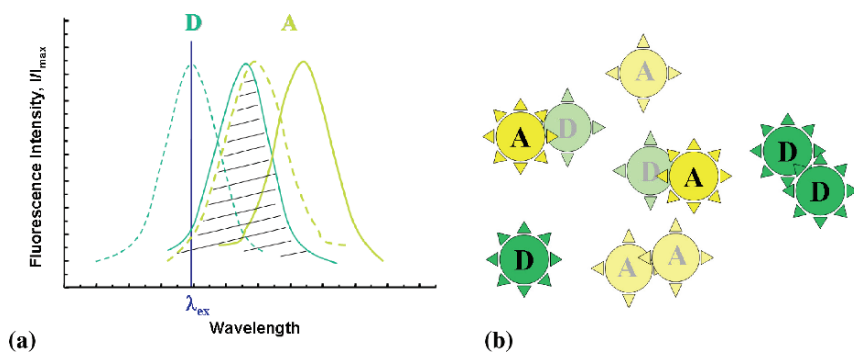 D A
Fluorescence Intensity, I/Imax
λex
Wavelength
(a)
A
A D
D A
D
D
D
A A
(b)